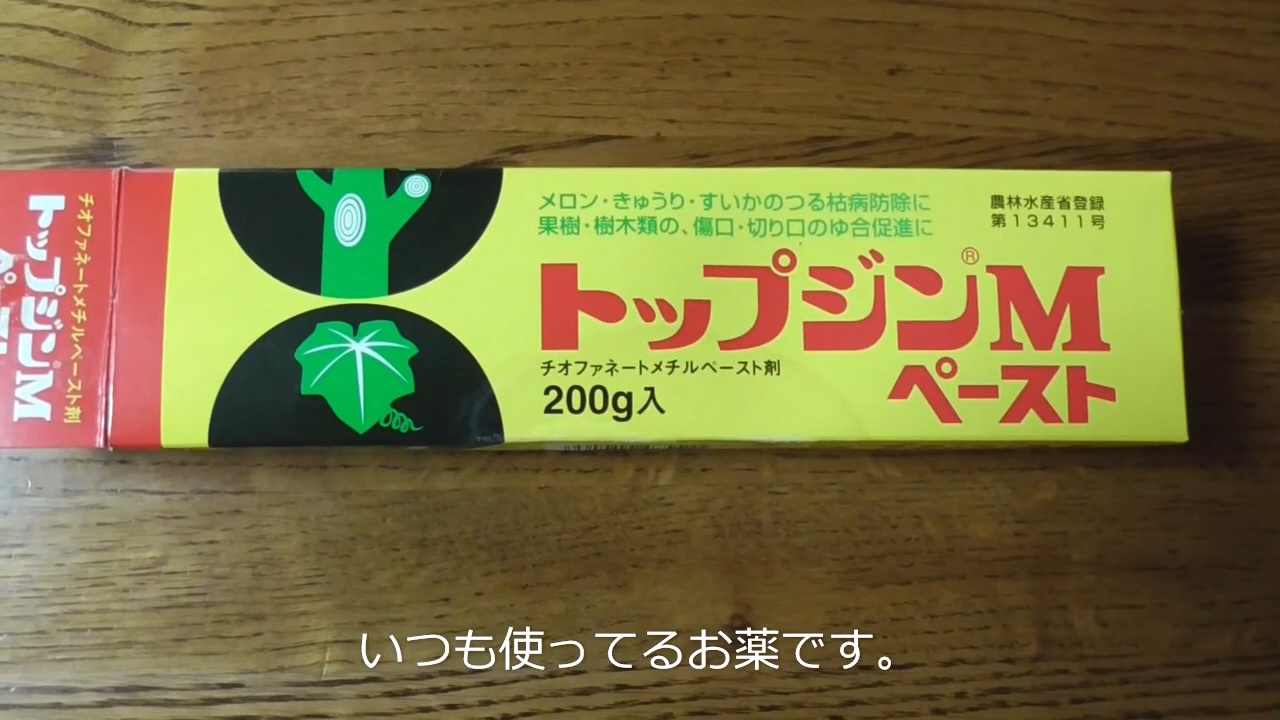 チオファネートメチルペースト剤
トップジンM
メロン・きゅうり・すいかのつる枯病防除に
果樹・樹木類の、傷口・切り口のゆ合促進に
農林水産省登録
第13411号
トップジン®M
ペースト
チオファネートメチルペースト剤
200g入
いつも使ってるお薬です。